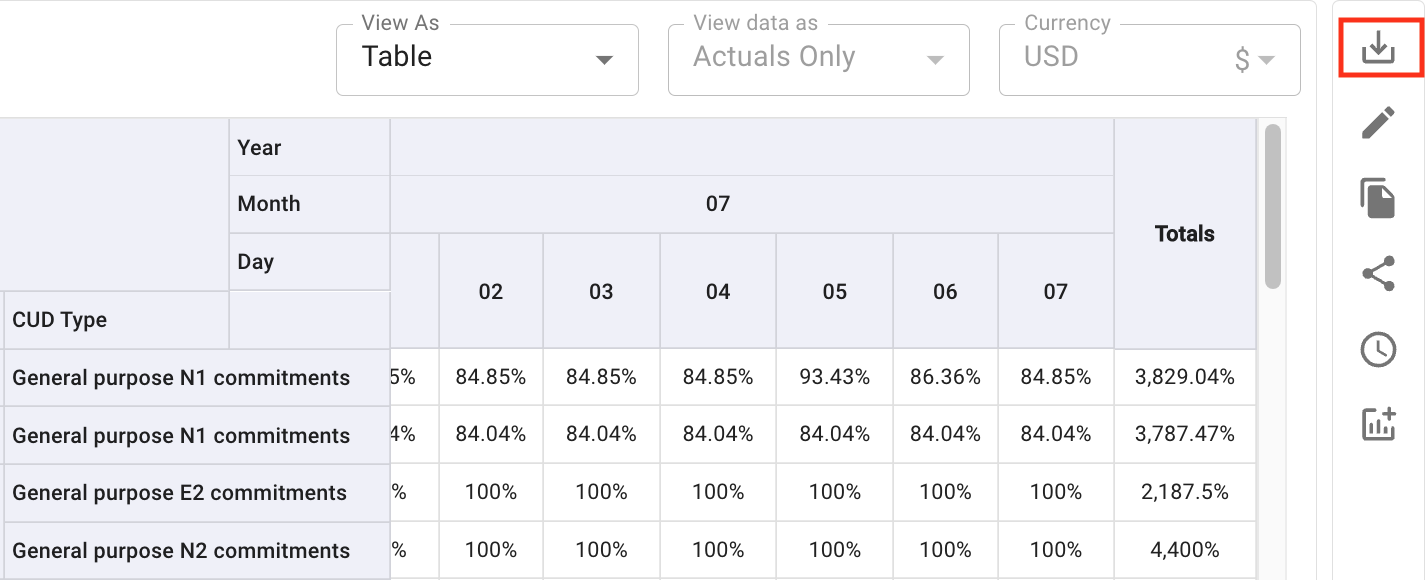 View As View data as Currency
Table Actuals Only USD $
Year
Month 07 Totals
Day 02 03 04 05 06 07
CUD Type
General purpose N1 commitments 5% 84.85% 84.85% 84.85% 93.43% 86.36% 84.85% 3,829.04%
General purpose N1 commitments 4% 84.04% 84.04% 84.04% 84.04% 84.04% 84.04% 3,787.47%
General purpose E2 commitments % 100% 100% 100% 100% 100% 100% 2,187.5%
General purpose N2 commitments % 100% 100% 100% 100% 100% 100% 4,400%